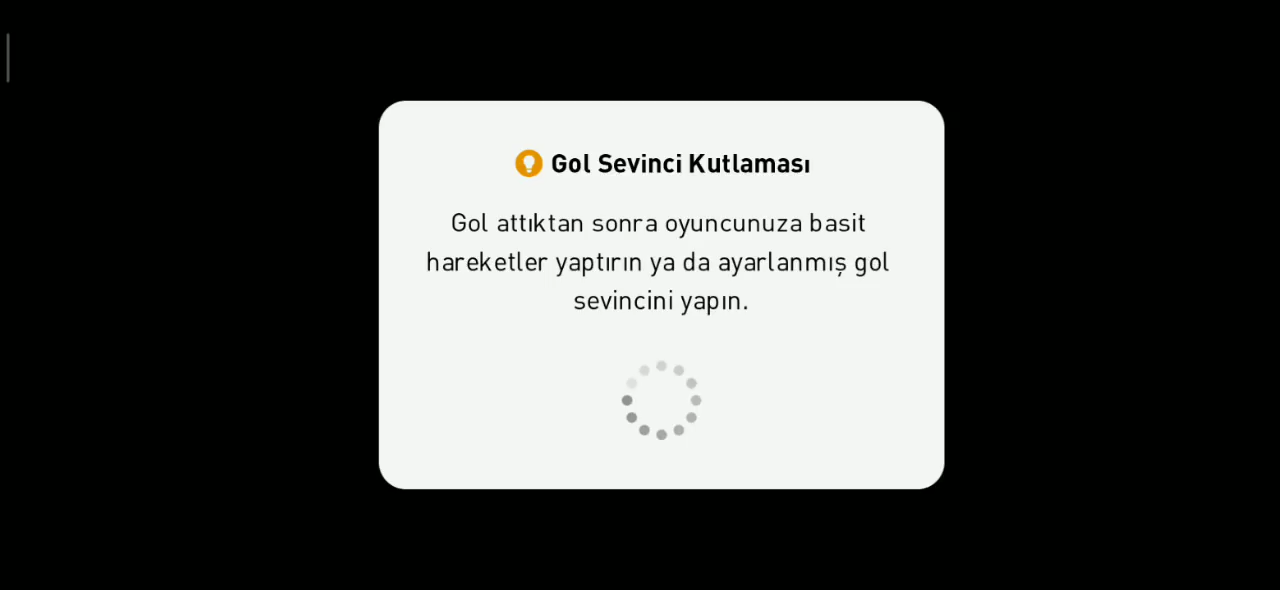 Gol Sevinci Kutlaması
Gol attıktan sonra oyuncunuza basit
hareketler yaptırın ya da ayarlanmış gol
sevincini yapın.